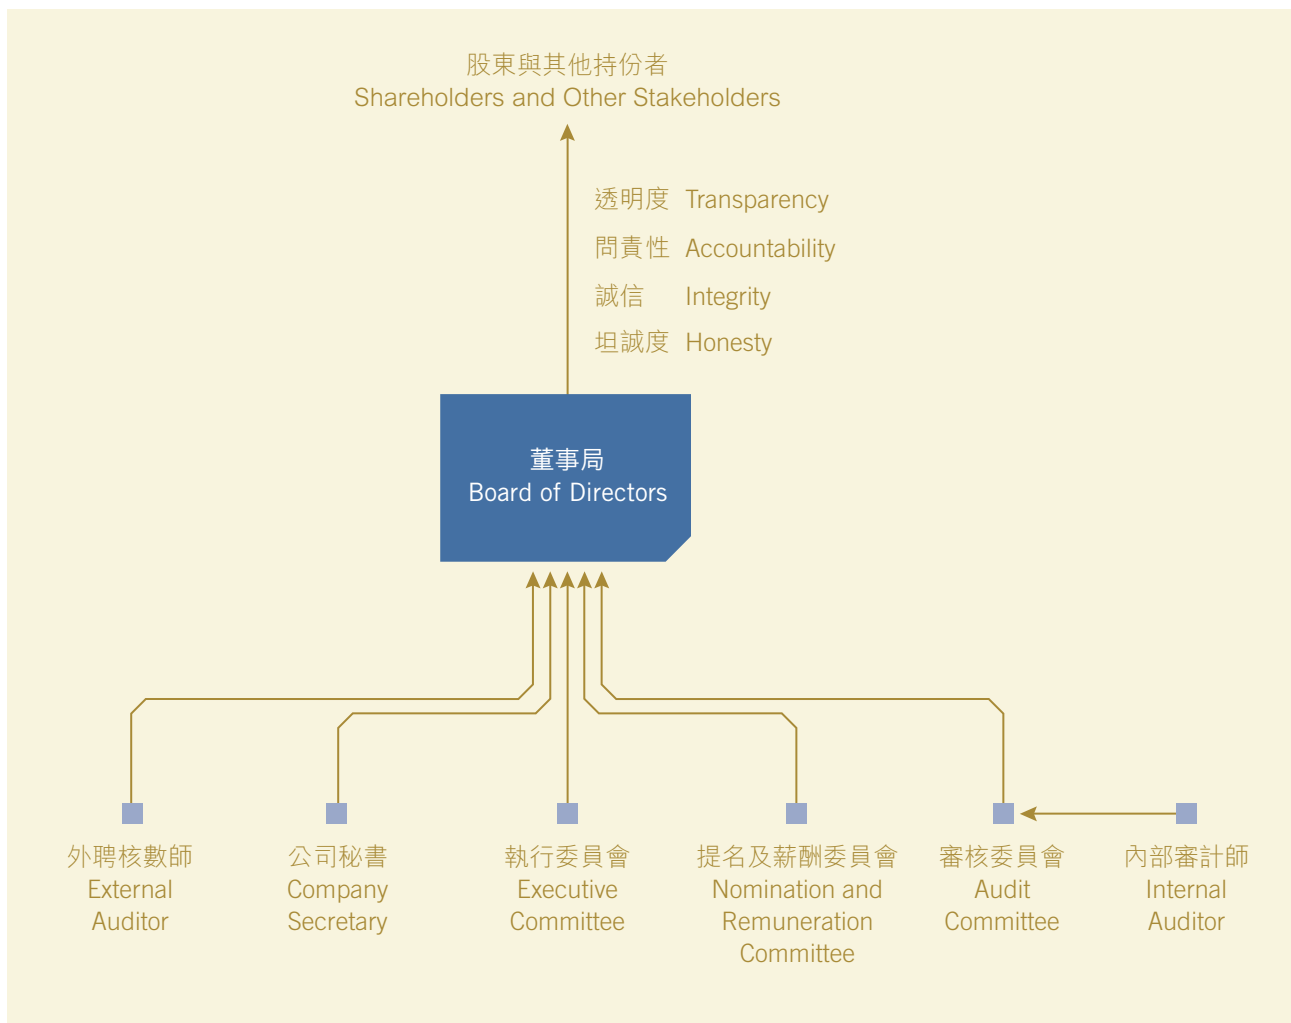 股東與其他持份者
Shareholders and Other Stakeholders
透明度 Transparency
問責性 Accountability
誠信 Integrity
坦誠度 Honesty
董事局
Board of Directors
外聘核數師
External
Auditor
公司秘書
Company
Secretary
執行委員會
Executive
Committee
提名及薪酬委員會
Nomination and
Remuneration
Committee
審核委員會
Audit
Committee
內部審計師
Internal
Auditor